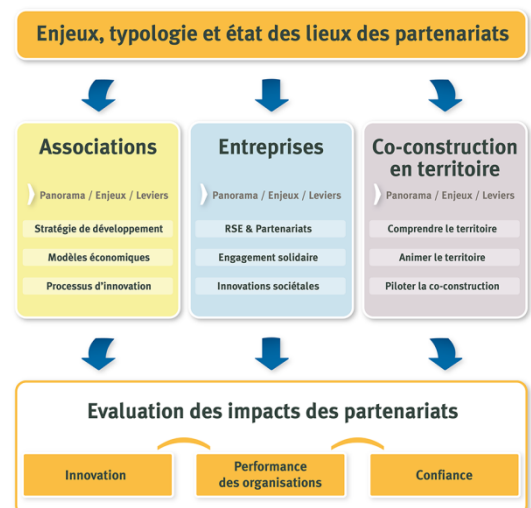 Enjeux, typologie et état des lieux des partenariats
Associations
Panorama / Enjeux / Leviers
Stratégie de développement
Modèles économiques
Processus d'innovation
Entreprises
Panorama / Enjeux / Leviers
RSE & Partenariats
Engagement solidaire
Innovations sociétales
Co-construction
en territoire
Panorama / Enjeux / Leviers
Comprendre le territoire
Animer le territoire
Piloter la co-construction
Evaluation des impacts des partenariats
Innovation
Performance
des organisations
Confiance